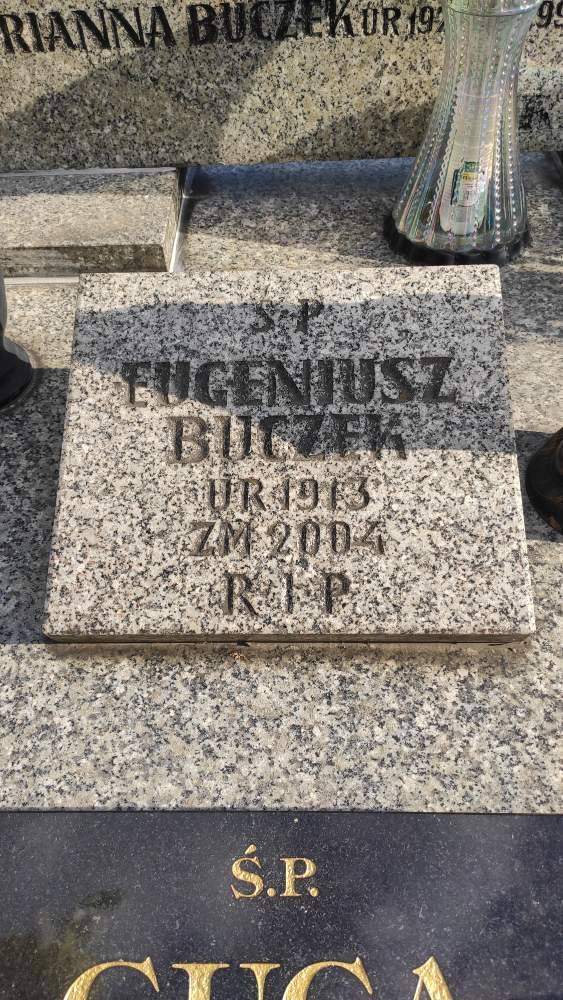 RIANNA BUCZEK UR 192
Ś P
EUGENIUSZ
BUCZEK
UR 1913
ZM 2004
R I P
Ś.P.